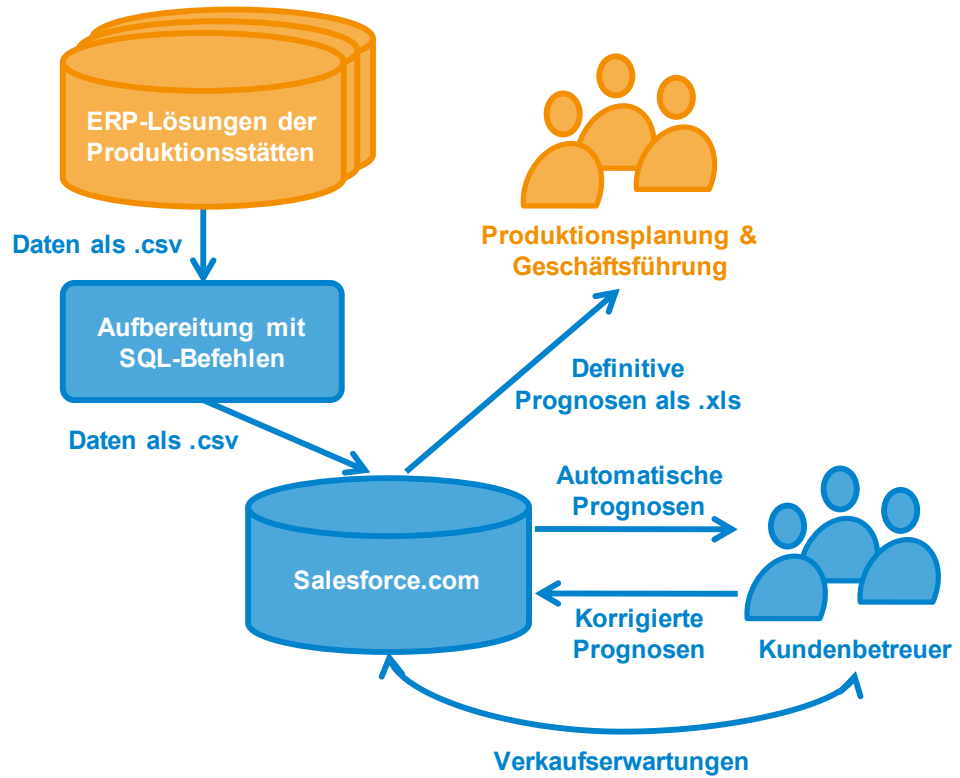 ERP-Lösungen der
Produktionsstätten
Daten als .csv
Produktionsplanung &
Geschäftsführung
Aufbereitung mit
SQL-Befehlen
Definitive
Prognosen als .xls
Daten als .csv
Automatische
Prognosen
Salesforce.com
Korrigierte
Prognosen
Kundenbetreuer
Verkaufserwartungen